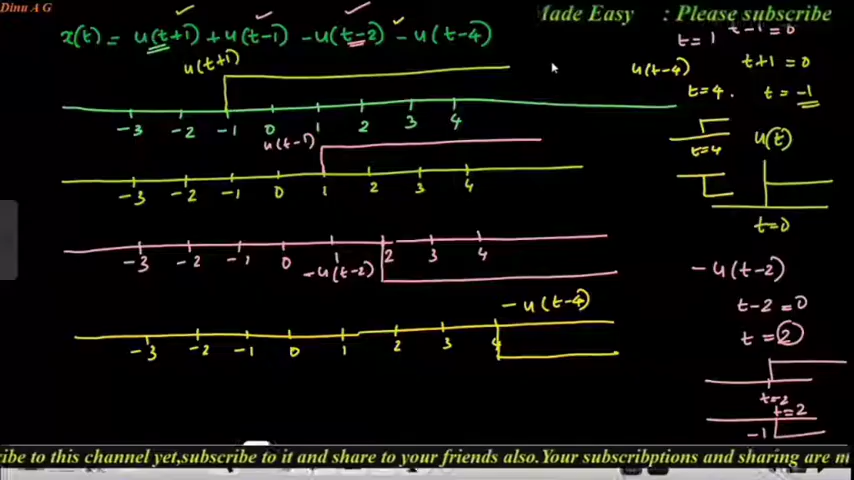 Dinu A G
Made Easy : Please subscribe
x(t) = u(t+1) + u(t-1) - u(t-2) - u(t-4)
t=1 t-1=0
u(t+1)
u(t-4)
t+1=0
t=4. t=-1
-3 -2 -1 0 1 2 3 4
u(t-1)
t=4
u(t)
-3 -2 -1 0 1 2 3 4
t=0
-3 -2 -1 0 1 2 3 4
-u(t-2)
-u(t-2)
-u(t-4)
t-2=0
t=2
-3 -2 -1 0 1 2 3 4
t=2
t=2
-1
ibe to this channel yet,subscribe to it and share to your friends also.Your subscribptions and sharing are m